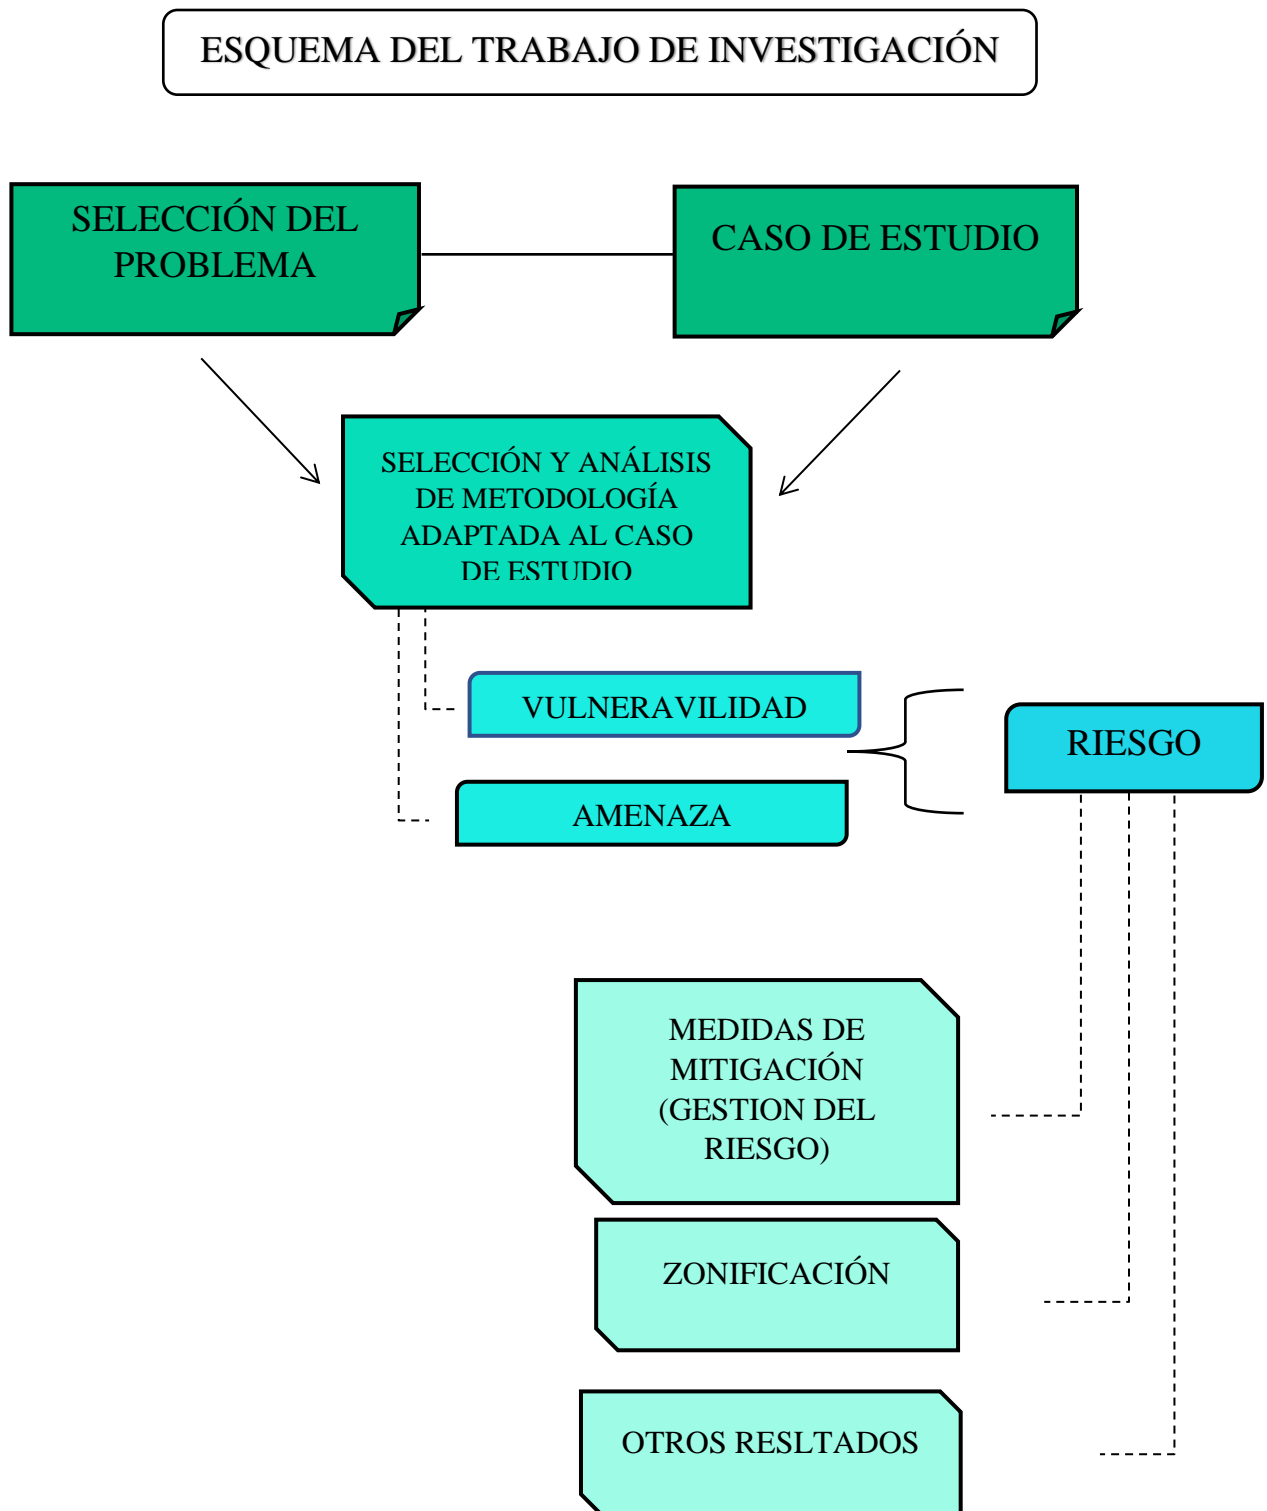 ESQUEMA DEL TRABAJO DE INVESTIGACIÓN
SELECCIÓN DEL
PROBLEMA
CASO DE ESTUDIO
SELECCIÓN Y ANÁLISIS
DE METODOLOGÍA
ADAPTADA AL CASO
DE ESTUDIO
VULNERAVILIDAD
RIESGO
AMENAZA
MEDIDAS DE
MITIGACIÓN
(GESTION DEL
RIESGO)
ZONIFICACIÓN
OTROS RESLTADOS